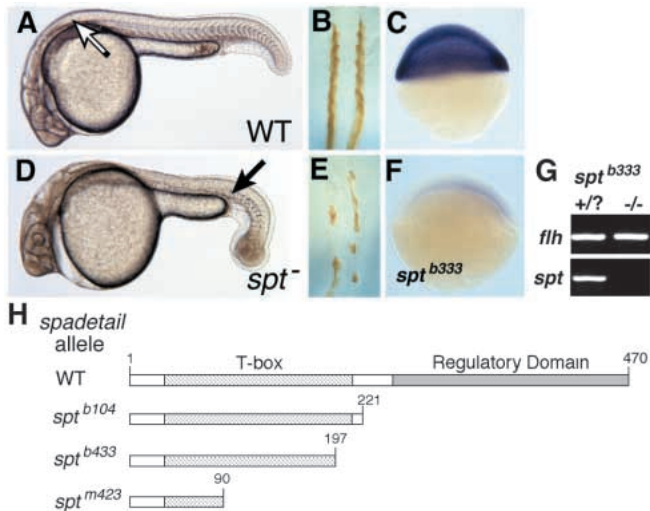 A
WT
B
C
D
spt⁻
E
F
spt b333
G
spt b333
+/? -/-
flh
spt
H
spadetail
allele
1 T-box Regulatory Domain 470
WT
spt b104 221
spt b433 197
spt m423 90